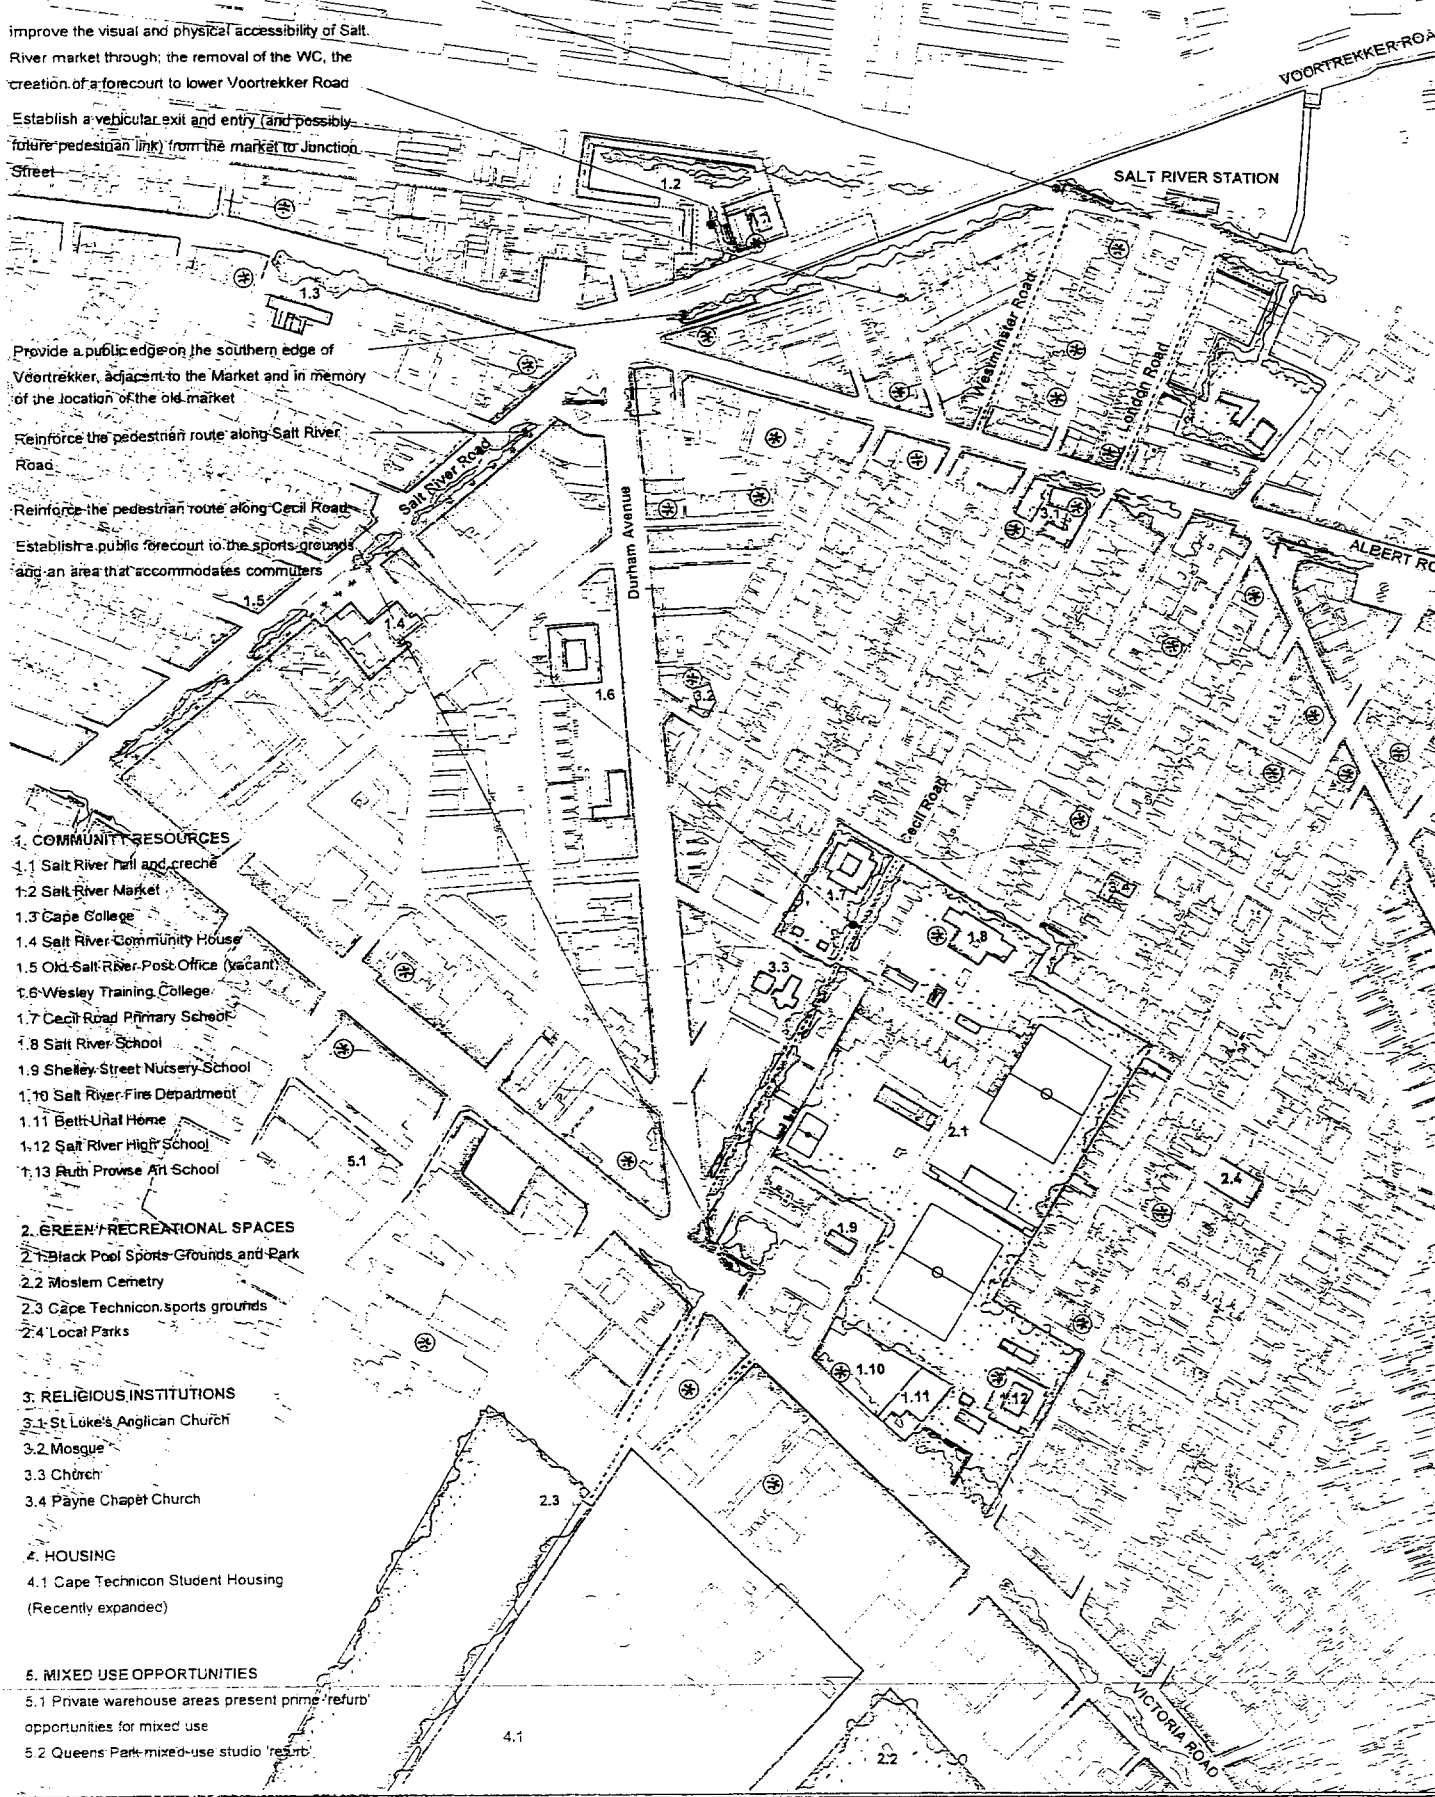 improve the visual and physical accessibility of Salt
River market through; the removal of the WC, the
creation of a forecourt to lower Voortrekker Road
Establish a vehicular exit and entry (and possibly
future pedestrian link) from the market to Junction
Street
Provide a public edge on the southern edge of
Voortrekker, adjacent to the Market and in memory
of the location of the old market
Reinforce the pedestrian route along Salt River
Road
Reinforce the pedestrian route along Cecil Road
Establish a public forecourt to the sports grounds
and an area that accommodates commuters
1. COMMUNITY RESOURCES
1.1 Salt River hall and creche
1.2 Salt River Market
1.3 Cape College
1.4 Salt River Community House
1.5 Old Salt River Post Office (vacant)
1.6 Wesley Training College
1.7 Cecil Road Primary School
1.8 Salt River School
1.9 Shelley Street Nursery School
1.10 Salt River Fire Department
1.11 Beth Uriat Home
1.12 Salt River High School
1.13 Ruth Prowse Art School
2. GREEN / RECREATIONAL SPACES
2.1 Black Pool Sports Grounds and Park
2.2 Moslem Cemetry
2.3 Cape Technicon sports grounds
2.4 Local Parks
3. RELIGIOUS INSTITUTIONS
3.1 St Luke's Anglican Church
3.2 Mosque
3.3 Church
3.4 Payne Chapel Church
4. HOUSING
4.1 Cape Technicon Student Housing
(Recently expanded)
5. MIXED USE OPPORTUNITIES
5.1 Private warehouse areas present prime 'refurb'
opportunities for mixed use
5.2 Queens Park mixed-use studio 'refurb'
VOORTREKKER ROA
SALT RIVER STATION
1.2
1.3
Westminster Road
London Road
Salt River Road
Durham Avenue
ALBERT RO
1.5
1.6
3.2
Cecil Road
1.7
1.8
3.3
2.1
5.1
2.4
1.9
1.10
1.11
1.12
2.3
4.1
2.2
VICTORIA ROAD